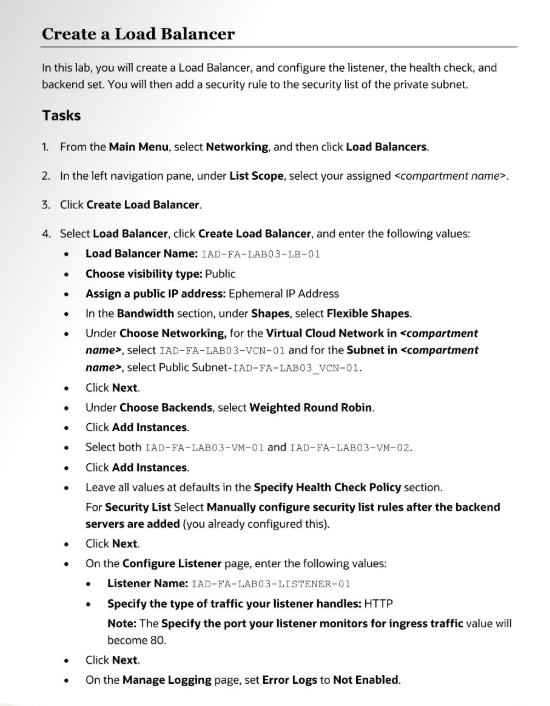 Create a Load Balancer
In this lab, you will create a Load Balancer, and configure the listener, the health check, and
backend set. You will then add a security rule to the security list of the private subnet.
Tasks
1. From the Main Menu, select Networking, and then click Load Balancers.
2. In the left navigation pane, under List Scope, select your assigned <compartment name>.
3. Click Create Load Balancer.
4. Select Load Balancer, click Create Load Balancer, and enter the following values:
• Load Balancer Name: IAD-FA-LAB03-LB-01
• Choose visibility type: Public
• Assign a public IP address: Ephemeral IP Address
• In the Bandwidth section, under Shapes, select Flexible Shapes.
• Under Choose Networking, for the Virtual Cloud Network in <compartment
name>, select IAD-FA-LAB03-VCN-01 and for the Subnet in <compartment
name>, select Public Subnet-IAD-FA-LAB03_VCN-01.
• Click Next.
• Under Choose Backends, select Weighted Round Robin.
• Click Add Instances.
• Select both IAD-FA-LAB03-VM-01 and IAD-FA-LAB03-VM-02.
• Click Add Instances.
• Leave all values at defaults in the Specify Health Check Policy section.
For Security List Select Manually configure security list rules after the backend
servers are added (you already configured this).
• Click Next.
• On the Configure Listener page, enter the following values:
• Listener Name: IAD-FA-LAB03-LISTENER-01
• Specify the type of traffic your listener handles: HTTP
Note: The Specify the port your listener monitors for ingress traffic value will
become 80.
• Click Next.
• On the Manage Logging page, set Error Logs to Not Enabled.